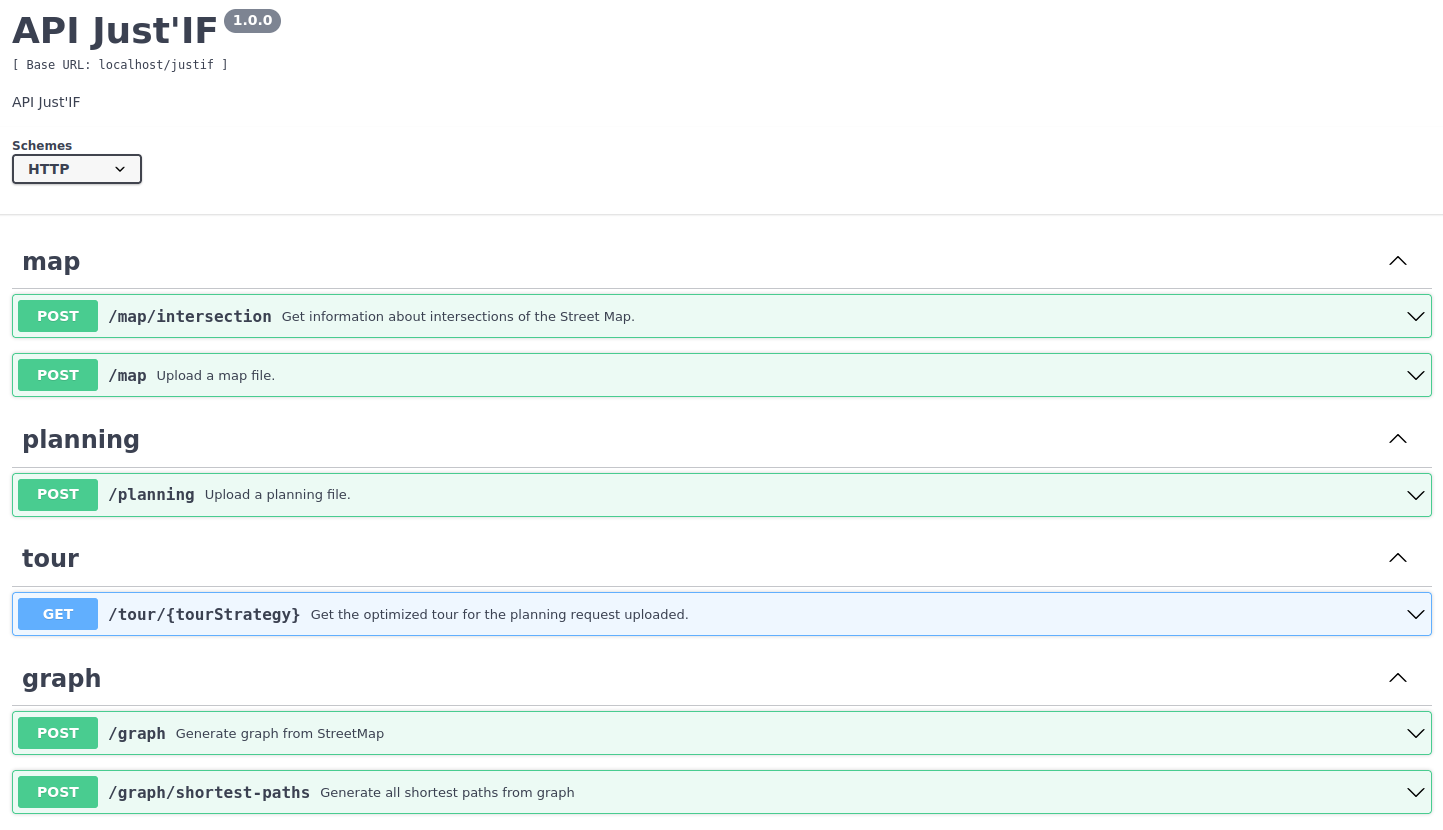 API Just'IF 1.0.0
[ Base URL: localhost/justif ]
API Just'IF
Schemes
HTTP
map
POST /map/intersection Get information about intersections of the Street Map.
POST /map Upload a map file.
planning
POST /planning Upload a planning file.
tour
GET /tour/{tourStrategy} Get the optimized tour for the planning request uploaded.
graph
POST /graph Generate graph from StreetMap
POST /graph/shortest-paths Generate all shortest paths from graph